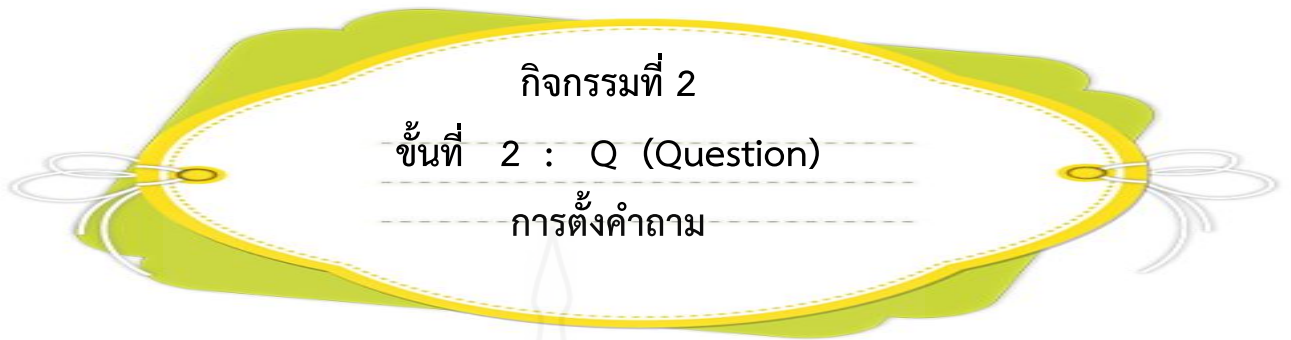 กิจกรรมที่ 2
ขั้นที่ 2 : Q (Question)
การตั้งคำถาม